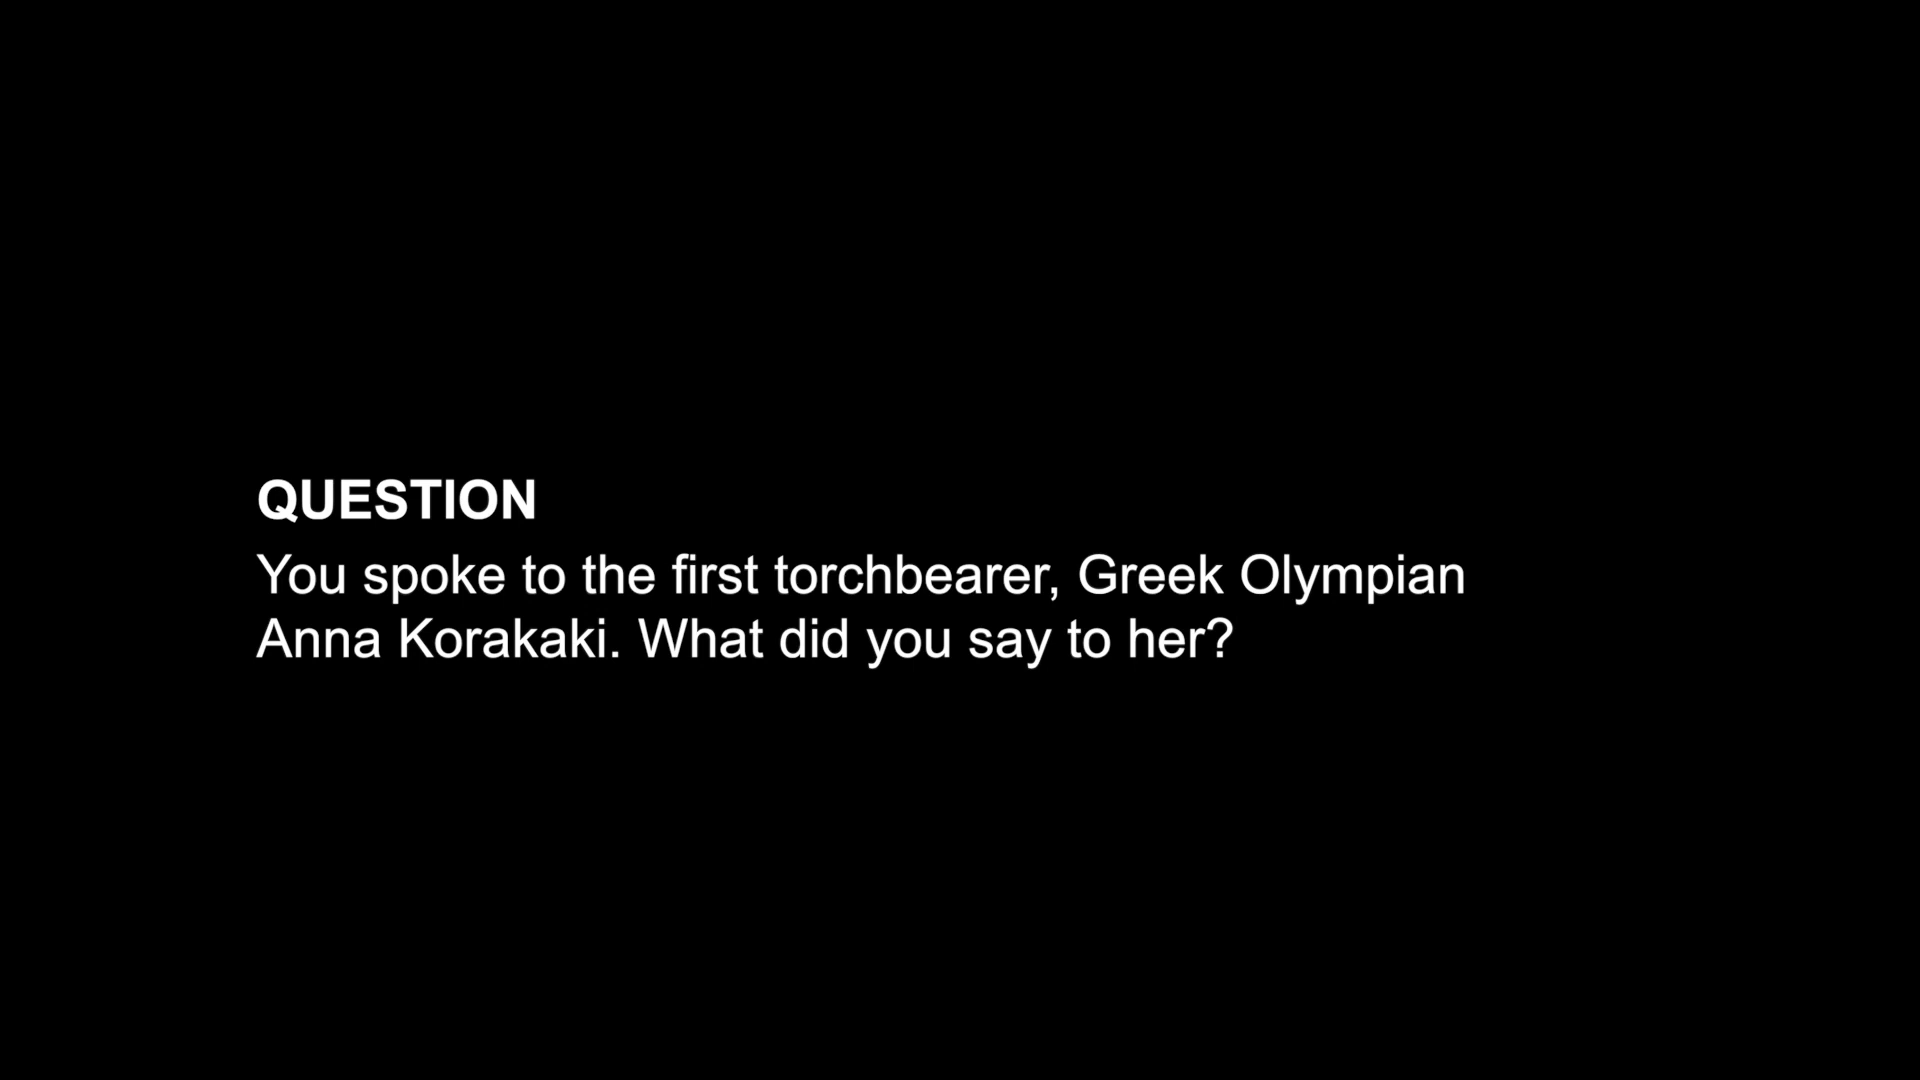 QUESTION
You spoke to the first torchbearer, Greek Olympian
Anna Korakaki. What did you say to her?